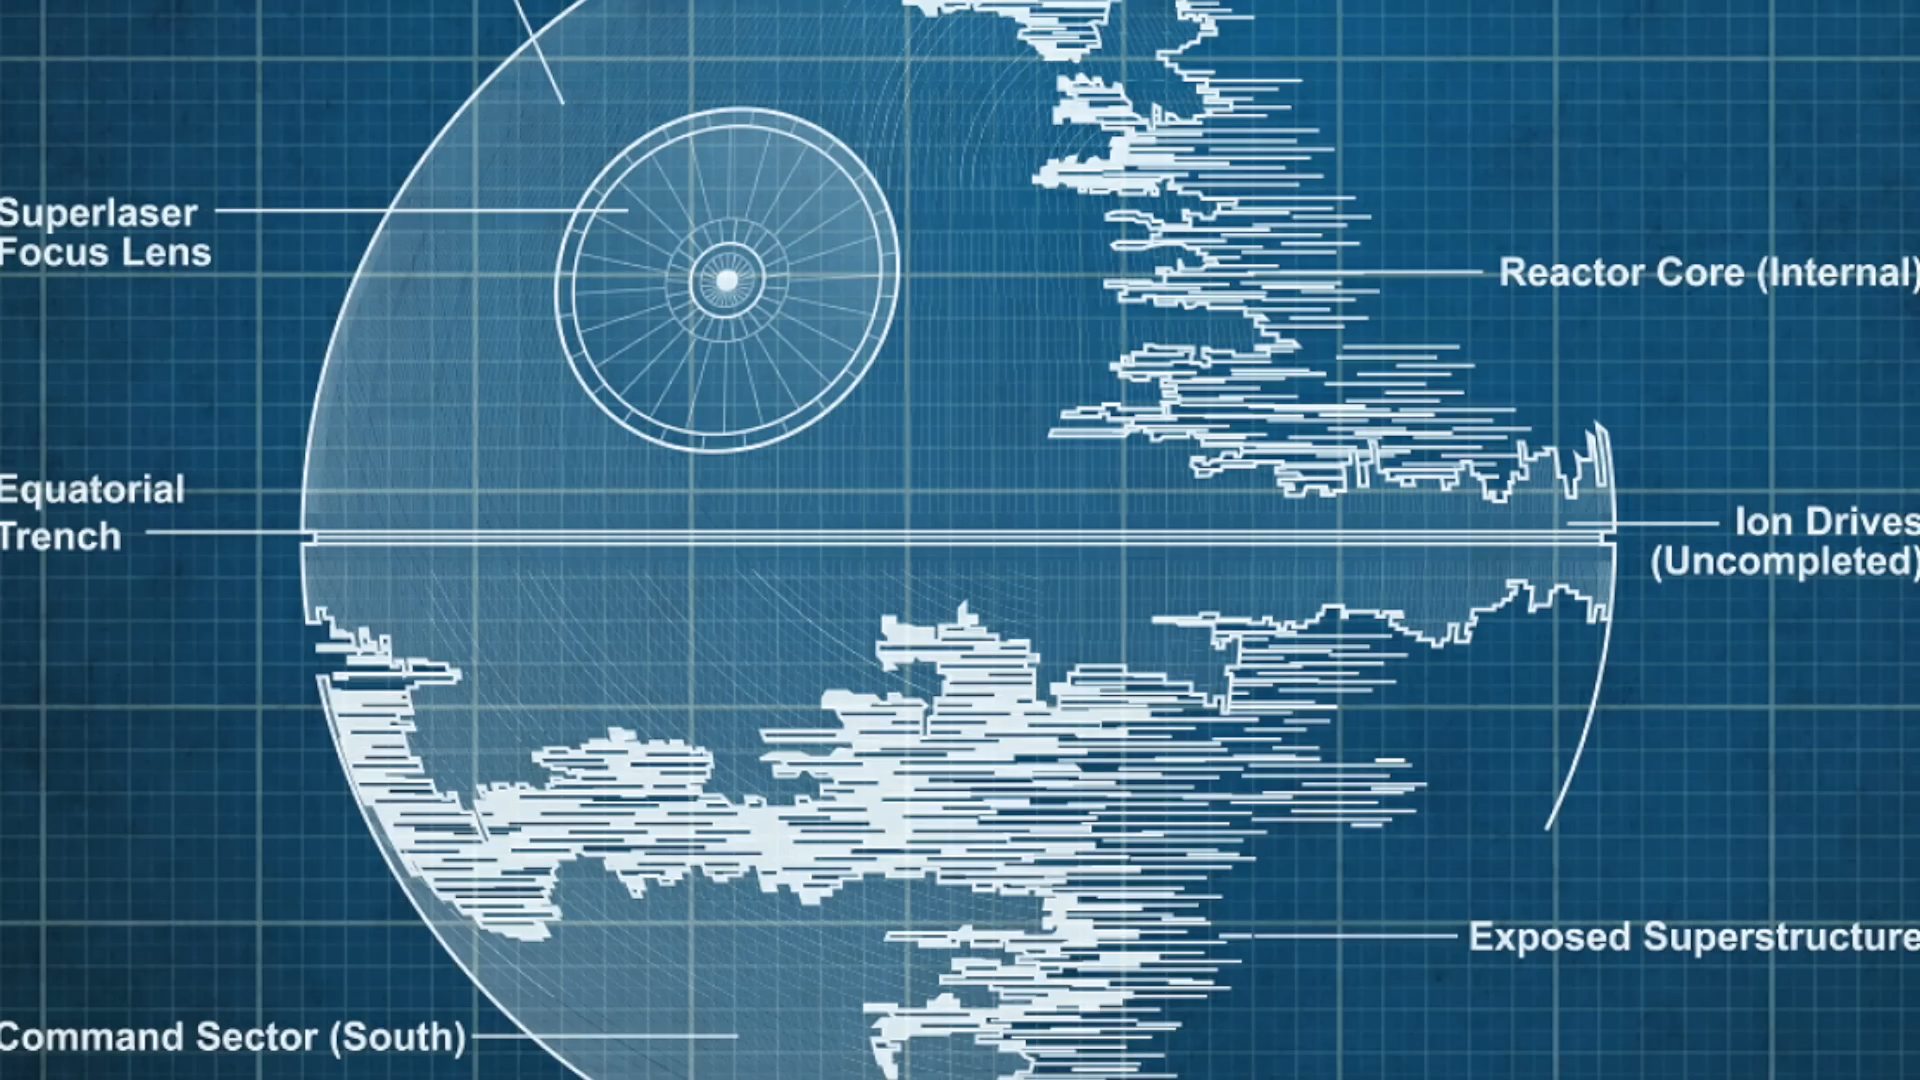 Superlaser
Focus Lens
Reactor Core (Internal)
Equatorial
Trench
Ion Drives
(Uncompleted)
Exposed Superstructure
Command Sector (South)